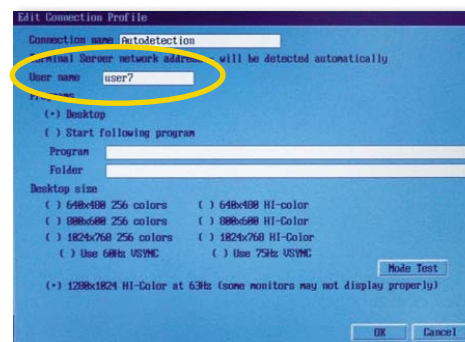 Edit Connection Profile
Connection name Autodetection
Terminal Server network addresses will be detected automatically
User name user7
Programs
(•) Desktop
( ) Start following program
Program
Folder
Desktop size
( ) 640x480 256 colors ( ) 640x480 HI-color
( ) 800x600 256 colors ( ) 800x600 HI-Color
( ) 1024x768 256 colors ( ) 1024x768 HI-Color
( ) Use 60Hz VSYNC ( ) Use 75Hz VSYNC
Mode Test
(•) 1280x1024 HI-Color at 63Hz (some monitors may not display properly)
OK Cancel